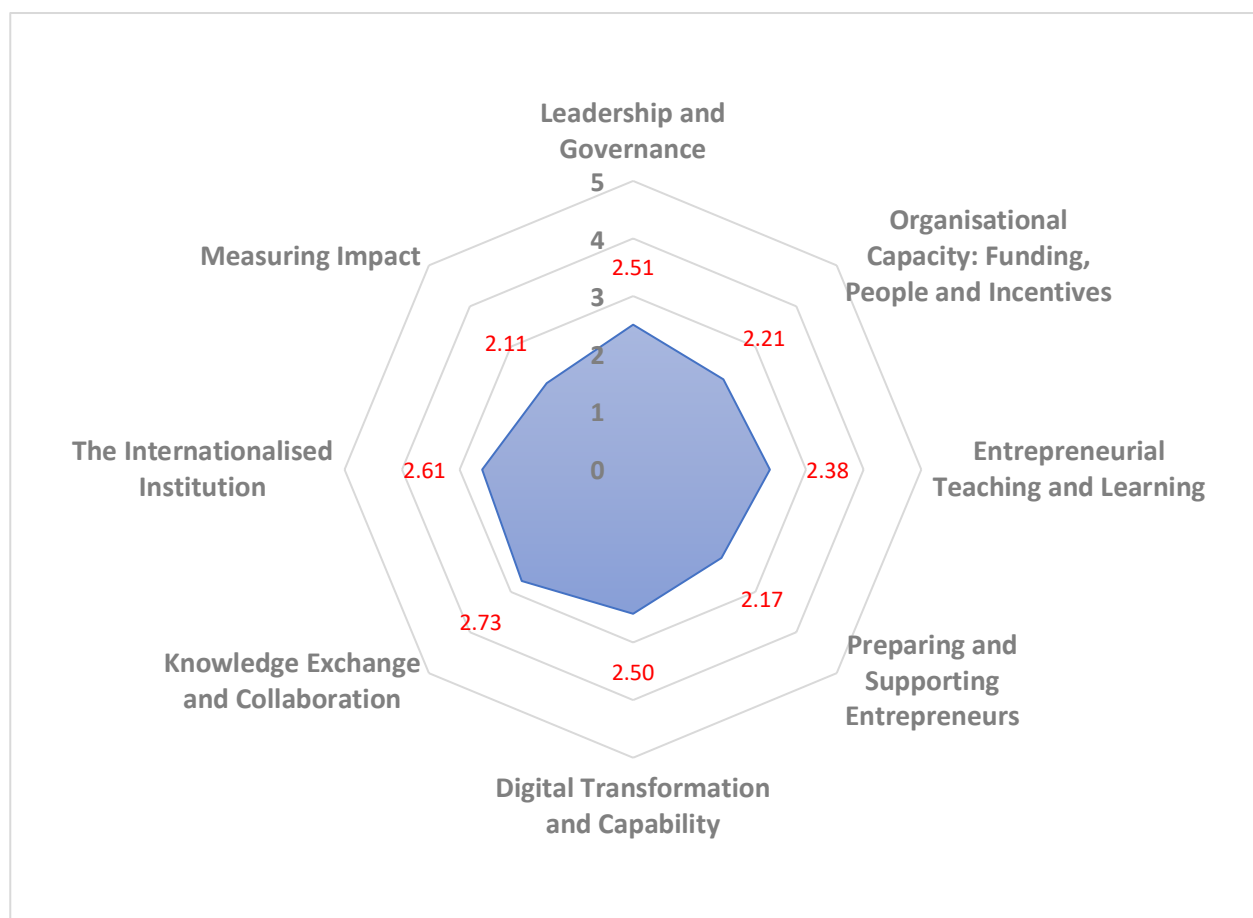 Leadership and
Governance
5
Organisational
Capacity: Funding,
People and Incentives
4
Measuring Impact
2.51
3
2.21
2.11
2
1
The Internationalised
Institution
2.61
0
2.38
Entrepreneurial
Teaching and Learning
2.17
2.73
2.50
Preparing and
Supporting
Entrepreneurs
Knowledge Exchange
and Collaboration
Digital Transformation
and Capability